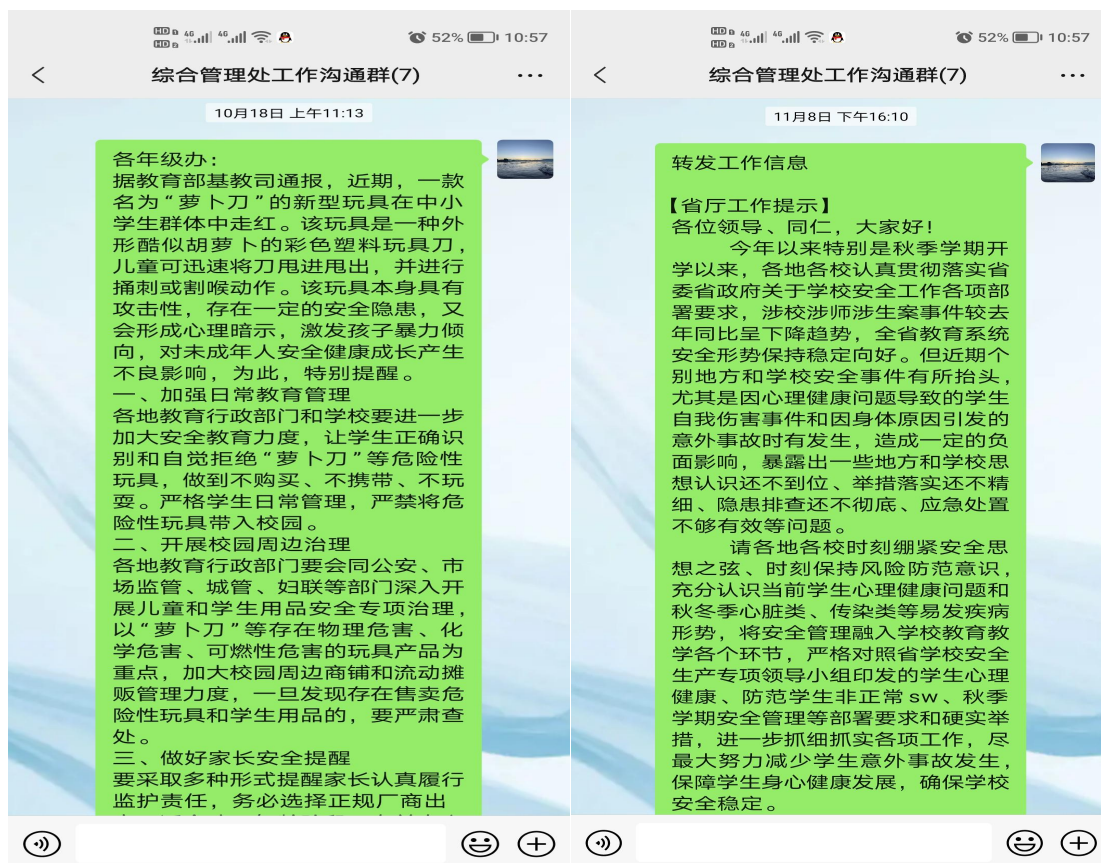 HD 1 4G 4G 52% 10:57
HD 2
综合管理处工作沟通群(7)
10月18日 上午11:13
各年级办：
据教育部基教司通报，近期，一款
名为“萝卜刀”的新型玩具在中小
学生群体中走红。该玩具是一种外
形酷似胡萝卜的彩色塑料玩具刀，
儿童可迅速将刀甩进甩出，并进行
捅刺或割喉动作。该玩具本身具有
攻击性，存在一定的安全隐患，又
会形成心理暗示，激发孩子暴力倾
向，对未成年人安全健康成长产生
不良影响，为此，特别提醒。
一、加强日常教育管理
各地教育行政部门和学校要进一步
加大安全教育力度，让学生正确识
别和自觉拒绝“萝卜刀”等危险性
玩具，做到不购买、不携带、不玩
耍。严格学生日常管理，严禁将危
险性玩具带入校园。
二、开展校园周边治理
各地教育行政部门要会同公安、市
场监管、城管、妇联等部门深入开
展儿童和学生用品安全专项治理，
以“萝卜刀”等存在物理危害、化
学危害、可燃性危害的玩具产品为
重点，加大校园周边商铺和流动摊
贩管理力度，一旦发现存在售卖危
险性玩具和学生用品的，要严肃查
处。
三、做好家长安全提醒
要采取多种形式提醒家长认真履行
监护责任，务必选择正规厂商出
HD 1 4G 4G 52% 10:57
HD 2
综合管理处工作沟通群(7)
11月8日 下午16:10
转发工作信息
【省厅工作提示】
各位领导、同仁，大家好！
今年以来特别是秋季学期开
学以来，各地各校认真贯彻落实省
委省政府关于学校安全工作各项部
署要求，涉校涉师涉生案事件较去
年同比呈下降趋势，全省教育系统
安全形势保持稳定向好。但近期个
别地方和学校安全事件有所抬头，
尤其是因心理健康问题导致的学生
自我伤害事件和因身体原因引发的
意外事故时有发生，造成一定的负
面影响，暴露出一些地方和学校思
想认识还不到位、举措落实还不精
细、隐患排查还不彻底、应急处置
不够有效等问题。
请各地各校时刻绷紧安全思
想之弦、时刻保持风险防范意识，
充分认识当前学生心理健康问题和
秋冬季心脏类、传染类等易发疾病
形势，将安全管理融入学校教育教
学各个环节，严格对照省学校安全
生产专项领导小组印发的学生心理
健康、防范学生非正常sw、秋季
学期安全管理等部署要求和硬实举
措，进一步抓细抓实各项工作，尽
最大努力减少学生意外事故发生，
保障学生身心健康发展，确保学校
安全稳定。